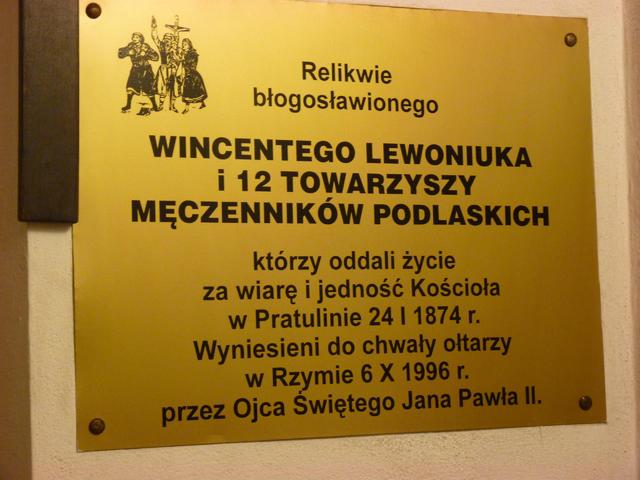 Relikwie
błogosławionego
WINCENTEGO LEWONIUKA
i 12 TOWARZYSZY
MĘCZENNIKÓW PODLASKICH
którzy oddali życie
za wiarę i jedność Kościoła
w Pratulinie 24 I 1874 r.
Wyniesieni do chwały ołtarzy
w Rzymie 6 X 1996 r.
przez Ojca Świętego Jana Pawła II.